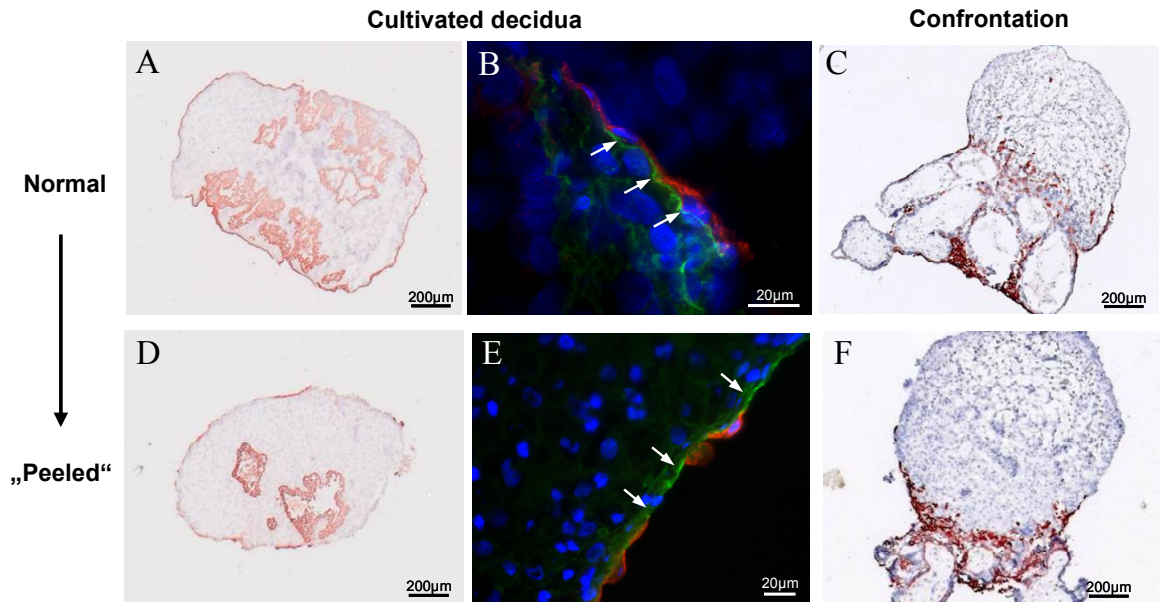 Cultivated decidua
Confrontation
A
B
C
Normal
200µm
20µm
200µm
D
E
F
„Peeled“
200µm
20µm
200µm